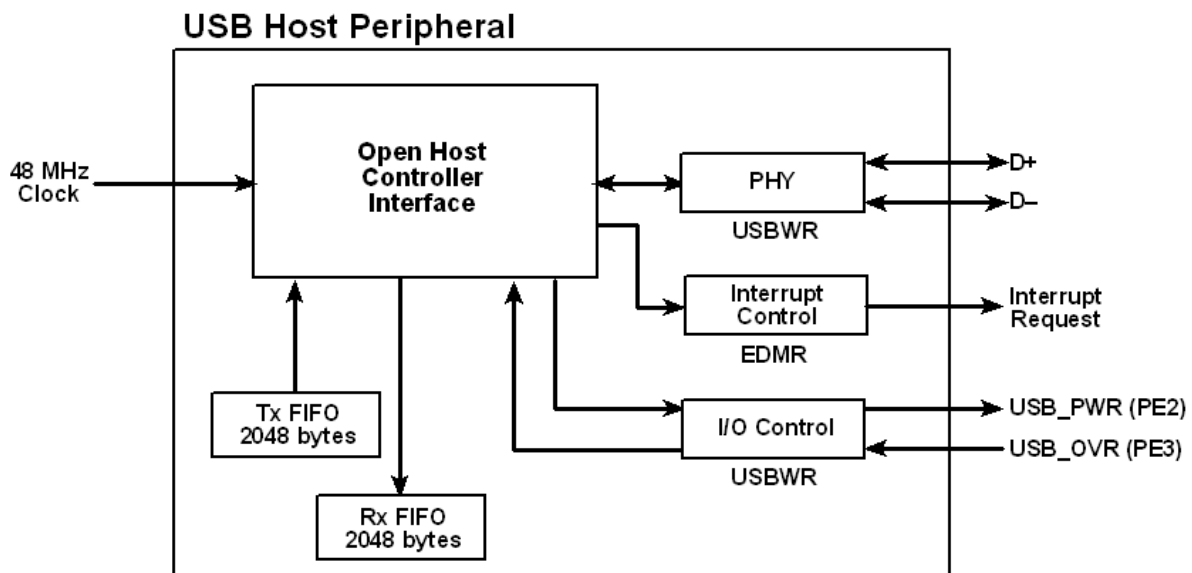 USB Host Peripheral
48 MHz
Clock
Open Host
Controller
Interface
PHY
USBWR
D+
D–
Interrupt
Control
EDMR
Interrupt
Request
Tx FIFO
2048 bytes
I/O Control
USBWR
USB_PWR (PE2)
USB_OVR (PE3)
Rx FIFO
2048 bytes